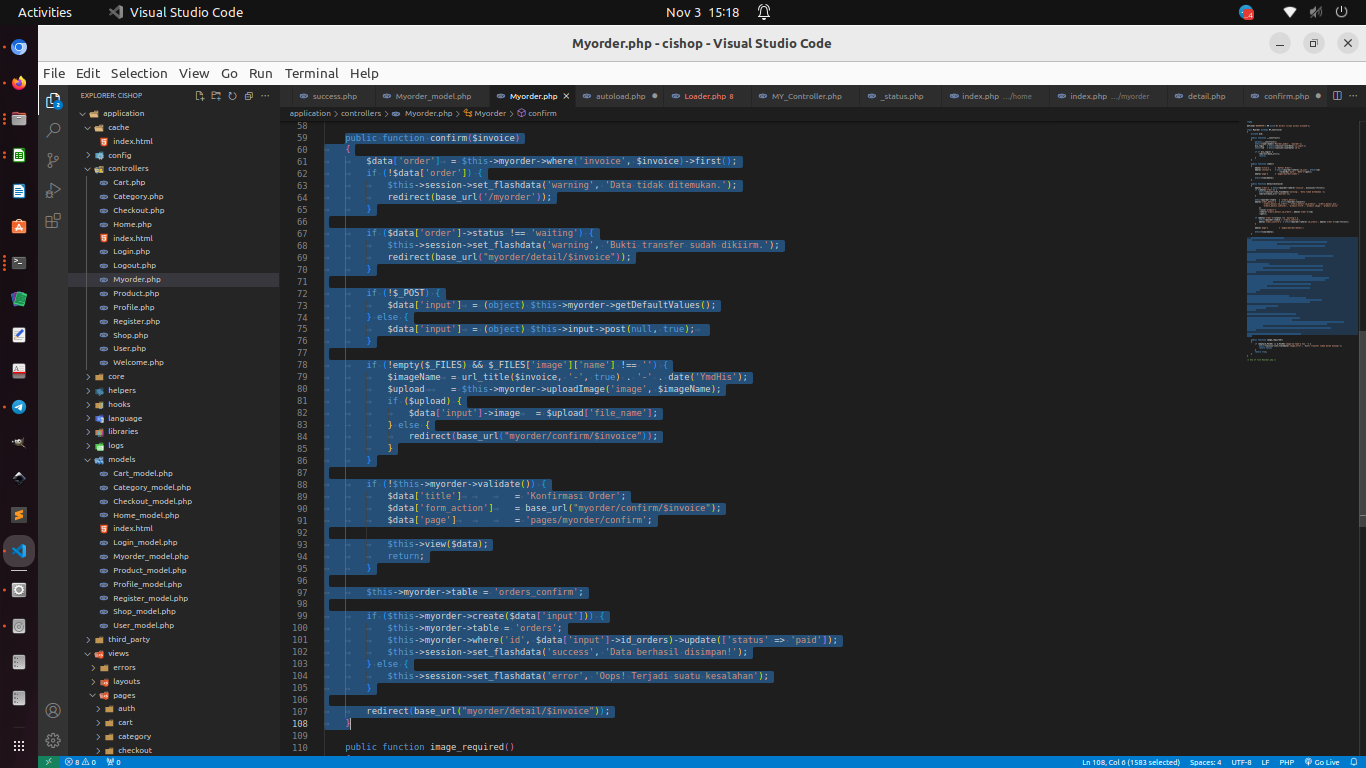 Activities
Visual Studio Code
Nov 3 15:18
Myorder.php - cishop - Visual Studio Code
File Edit Selection View Go Run Terminal Help
EXPLORER: CISHOP
success.php
Myorder_model.php
Myorder.php
autoload.php
Loader.php 8
MY_Controller.php
_status.php
index.php .../home
index.php .../myorder
detail.php
confirm.php
application > controllers > Myorder.php > Myorder > confirm
application
cache
index.html
config
controllers
Cart.php
Category.php
Checkout.php
Home.php
index.html
Login.php
Logout.php
Myorder.php
Product.php
Profile.php
Register.php
Shop.php
User.php
Welcome.php
core
helpers
hooks
language
libraries
logs
models
Cart_model.php
Category_model.php
Checkout_model.php
Home_model.php
index.html
Login_model.php
Myorder_model.php
Product_model.php
Profile_model.php
Register_model.php
Shop_model.php
User_model.php
third_party
views
errors
layouts
pages
auth
cart
category
checkout
58
59 public function confirm($invoice)
60 {
61 $data['order'] = $this->myorder->where('invoice', $invoice)->first();
62 if (!$data['order']) {
63 $this->session->set_flashdata('warning', 'Data tidak ditemukan.');
64 redirect(base_url('/myorder'));
65 }
66
67 if ($data['order']->status !== 'waiting') {
68 $this->session->set_flashdata('warning', 'Bukti transfer sudah dikiirm.');
69 redirect(base_url("myorder/detail/$invoice"));
70 }
71
72 if (!$_POST) {
73 $data['input'] = (object) $this->myorder->getDefaultValues();
74 } else {
75 $data['input'] = (object) $this->input->post(null, true);
76 }
77
78 if (!empty($_FILES) && $_FILES['image']['name'] !== '') {
79 $imageName = url_title($invoice, '-', true) . '-' . date('YmdHis');
80 $upload = $this->myorder->uploadImage('image', $imageName);
81 if ($upload) {
82 $data['input']->image = $upload['file_name'];
83 } else {
84 redirect(base_url("myorder/confirm/$invoice"));
85 }
86 }
87
88 if (!$this->myorder->validate()) {
89 $data['title'] = 'Konfirmasi Order';
90 $data['form_action'] = base_url("myorder/confirm/$invoice");
91 $data['page'] = 'pages/myorder/confirm';
92
93 $this->view($data);
94 return;
95 }
96
97 $this->myorder->table = 'orders_confirm';
98
99 if ($this->myorder->create($data['input'])) {
100 $this->myorder->table = 'orders';
101 $this->myorder->where('id', $data['input']->id_orders)->update(['status' => 'paid']);
102 $this->session->set_flashdata('success', 'Data berhasil disimpan!');
103 } else {
104 $this->session->set_flashdata('error', 'Oops! Terjadi suatu kesalahan');
105 }
106
107 redirect(base_url("myorder/detail/$invoice"));
108 }
109
110 public function image_required()
8 0 0
Ln 108, Col 6 (1583 selected) Spaces: 4 UTF-8 LF PHP Go Live